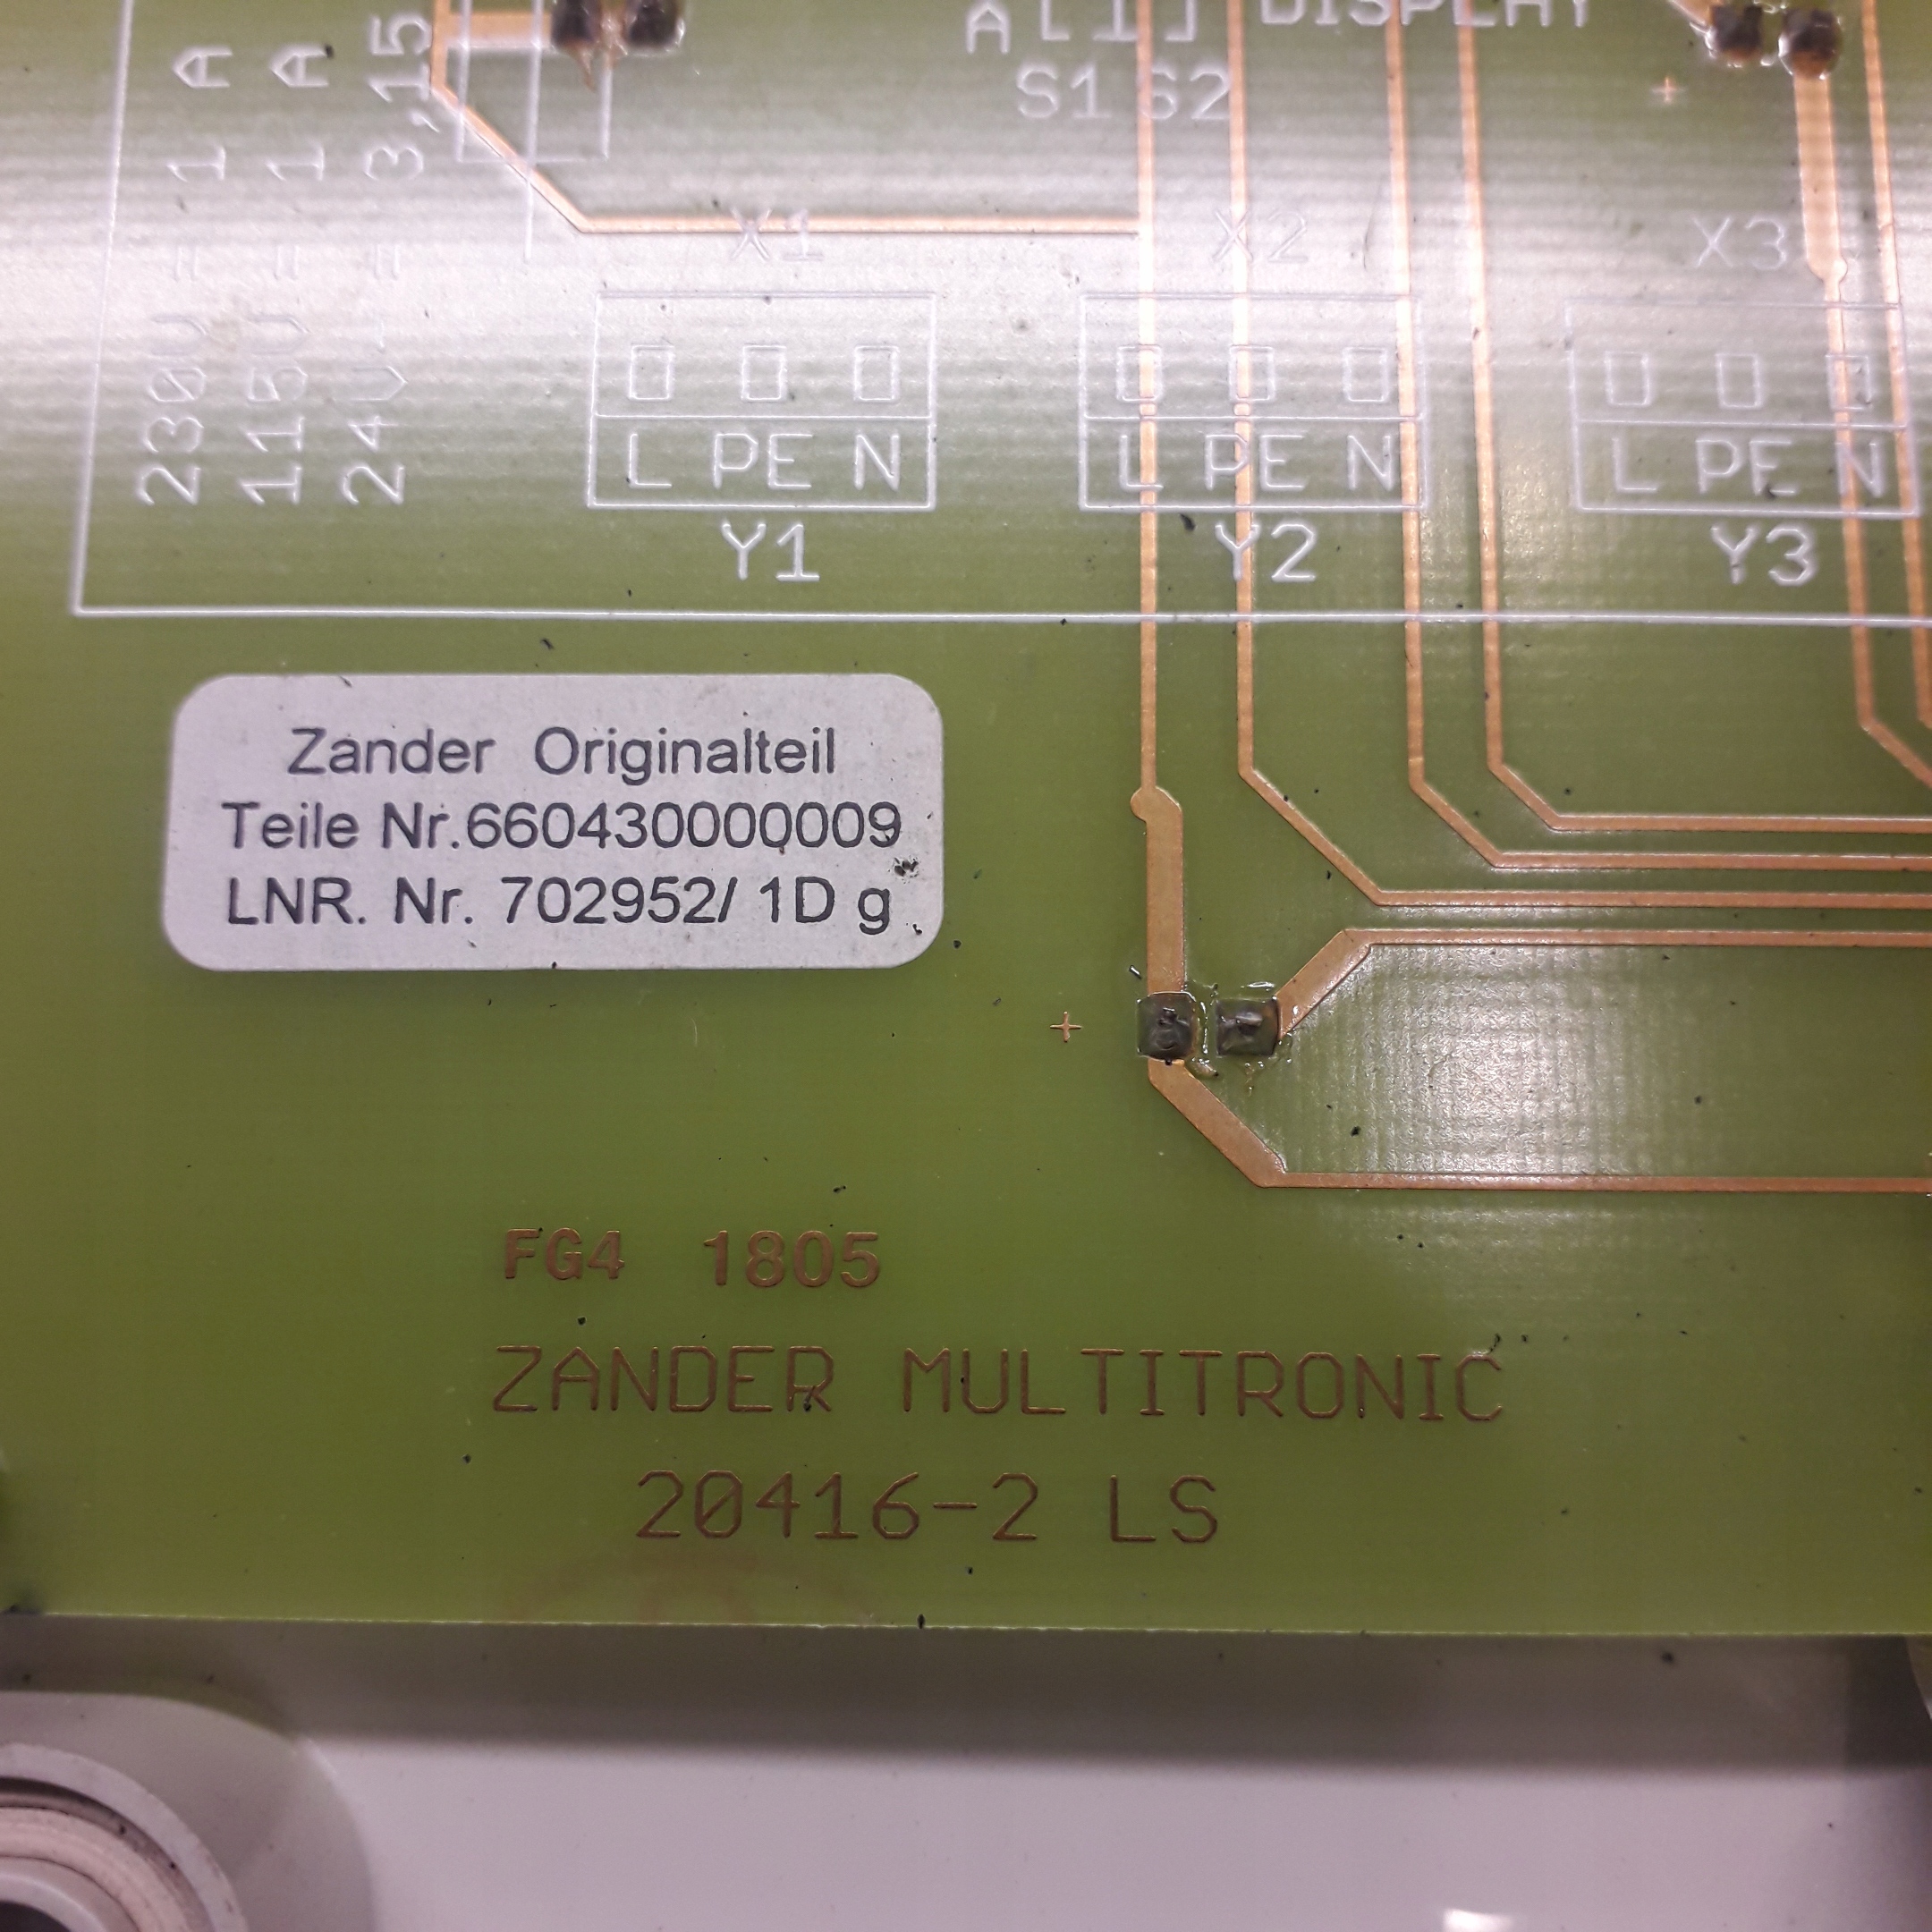 DISPLAY
S1 S2
230V = 1 A
115V = 1 A
24V = 3,15
X1 X2 X3
L PE N L PE N L PE N
Y1 Y2 Y3
Zander Originalteil
Teile Nr.660430000009
LNR. Nr. 702952/ 1D g
FG4 1805
ZANDER MULTITRONIC
20416-2 LS